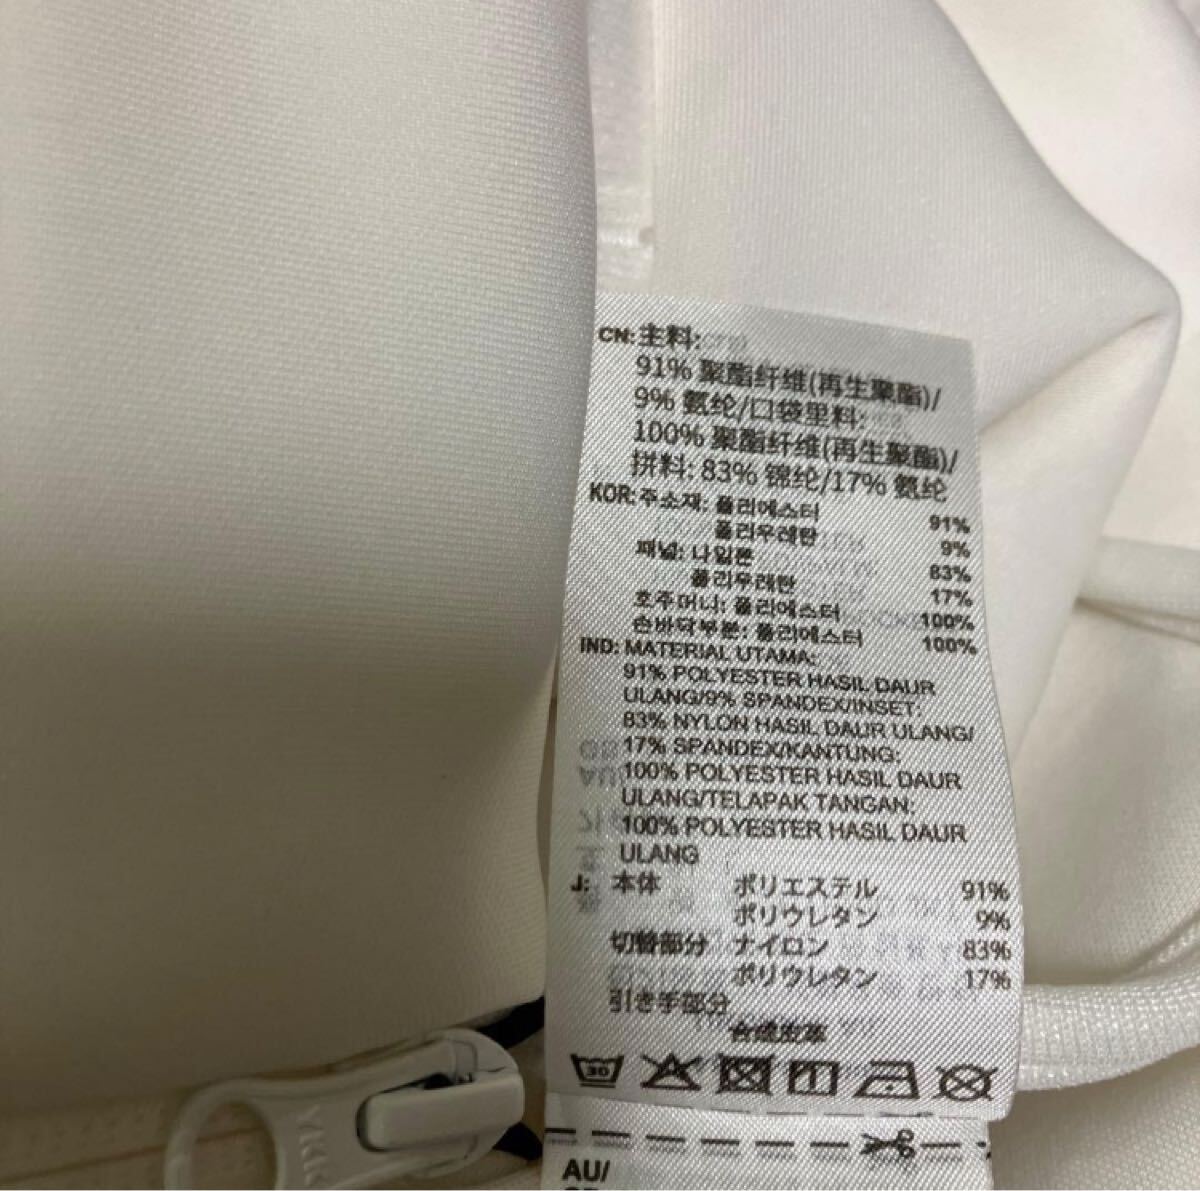 CN: 主料:
91% 聚酯纤维(再生聚酯)/
9% 氨纶/口袋里料:
100% 聚酯纤维(再生聚酯)/
拼料: 83% 锦纶/17% 氨纶
KOR: 주소재: 폴리에스터 91%
폴리우레탄 9%
패널: 나일론 83%
폴리우레탄 17%
호주머니: 폴리에스터 100%
손바닥부분: 폴리에스터 100%
IND: MATERIAL UTAMA:
91% POLYESTER HASIL DAUR
ULANG/9% SPANDEX/INSET:
83% NYLON HASIL DAUR ULANG/
17% SPANDEX/KANTUNG:
100% POLYESTER HASIL DAUR
ULANG/TELAPAK TANGAN:
100% POLYESTER HASIL DAUR
ULANG
J: 本体 ポリエステル 91%
ポリウレタン 9%
切替部分 ナイロン 83%
ポリウレタン 17%
引き手部分
合成皮革
30
AU/
YKK